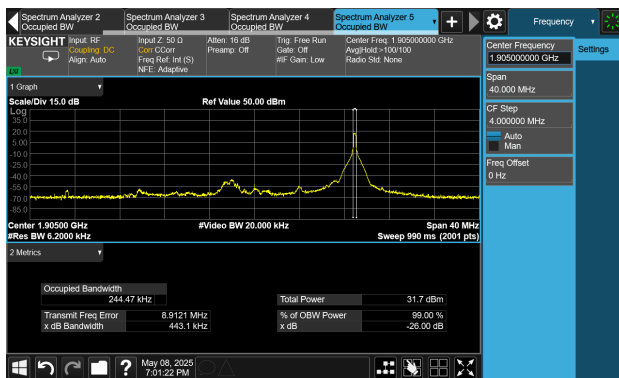 Spectrum Analyzer 2
Occupied BW
Spectrum Analyzer 3
Occupied BW
Spectrum Analyzer 4
Occupied BW
Spectrum Analyzer 5
Occupied BW
Frequency
KEYSIGHT
Input: RF
Coupling: DC
Align: Auto
Input Z: 50 Ω
Corr CCorr
Freq Ref: Int (S)
NFE: Adaptive
Atten: 16 dB
Preamp: Off
Trig: Free Run
Gate: Off
#IF Gain: Low
Center Freq: 1.905000000 GHz
Avg|Hold:>100/100
Radio Std: None
Center Frequency
1.905000000 GHz
Settings
Span
40.000 MHz
CF Step
4.000000 MHz
Auto
Man
Freq Offset
0 Hz
1 Graph
Scale/Div 15.0 dB
Ref Value 50.00 dBm
Log
35.0
20.0
5.00
-10.0
-25.0
-40.0
-55.0
-70.0
-85.0
Center 1.90500 GHz
#Video BW 20.000 kHz
Span 40 MHz
#Res BW 6.2000 kHz
Sweep 990 ms (2001 pts)
2 Metrics
Occupied Bandwidth
244.47 kHz
Total Power 31.7 dBm
Transmit Freq Error 8.9121 MHz
% of OBW Power 99.00 %
x dB Bandwidth 443.1 kHz
x dB -26.00 dB
May 08, 2025
7:01:22 PM